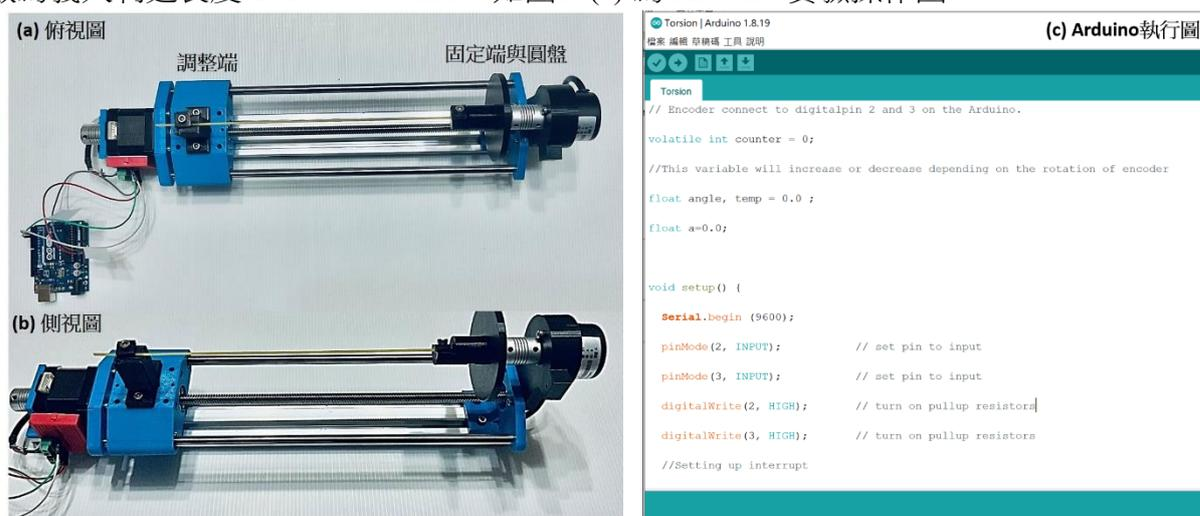 (a) 俯視圖
調整端
固定端與圓盤
(b) 側視圖
Torsion | Arduino 1.8.19
(c) Arduino執行圖
檔案 編輯 草稿碼 工具 說明
Torsion
// Encoder connect to digitalpin 2 and 3 on the Arduino.
volatile int counter = 0;
//This variable will increase or decrease depending on the rotation of encoder
float angle, temp = 0.0 ;
float a=0.0;
void setup() {
Serial.begin (9600);
pinMode(2, INPUT); // set pin to input
pinMode(3, INPUT); // set pin to input
digitalWrite(2, HIGH); // turn on pullup resistors
digitalWrite(3, HIGH); // turn on pullup resistors
//Setting up interrupt